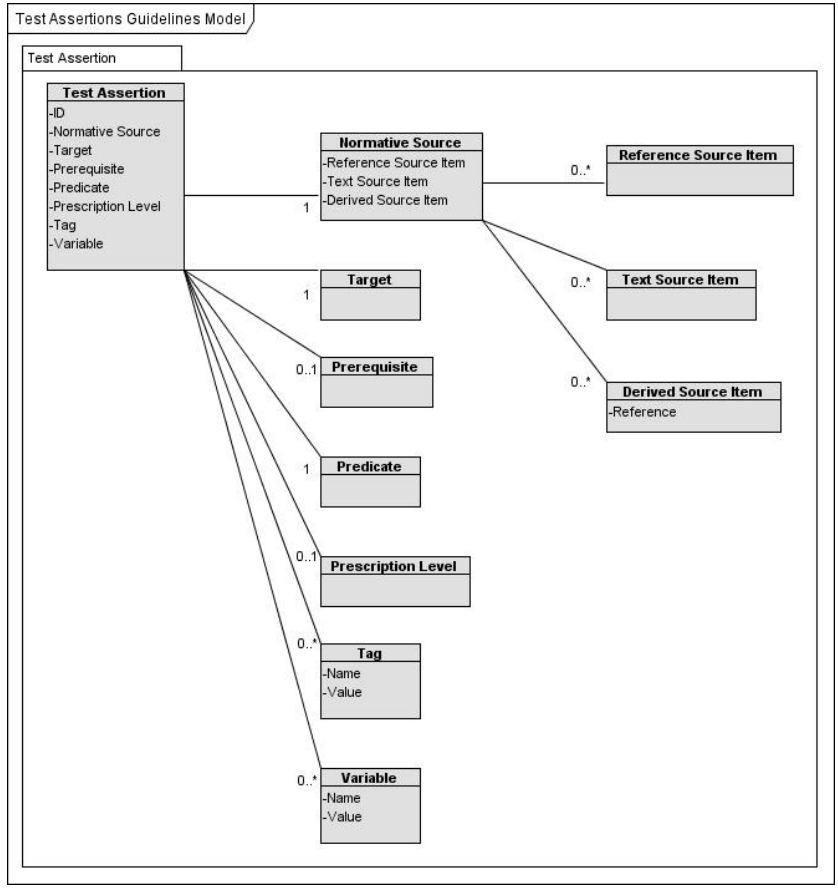 Test Assertions Guidelines Model
Test Assertion
Test Assertion
-ID
-Normative Source
-Target
-Prerequisite
-Predicate
-Prescription Level
-Tag
-Variable
1
Normative Source
-Reference Source Item
-Text Source Item
-Derived Source Item
0..*
Reference Source Item
0..*
Text Source Item
0..*
Derived Source Item
-Reference
1
Target
0..1
Prerequisite
1
Predicate
0..1
Prescription Level
0..*
Tag
-Name
-Value
0..*
Variable
-Name
-Value